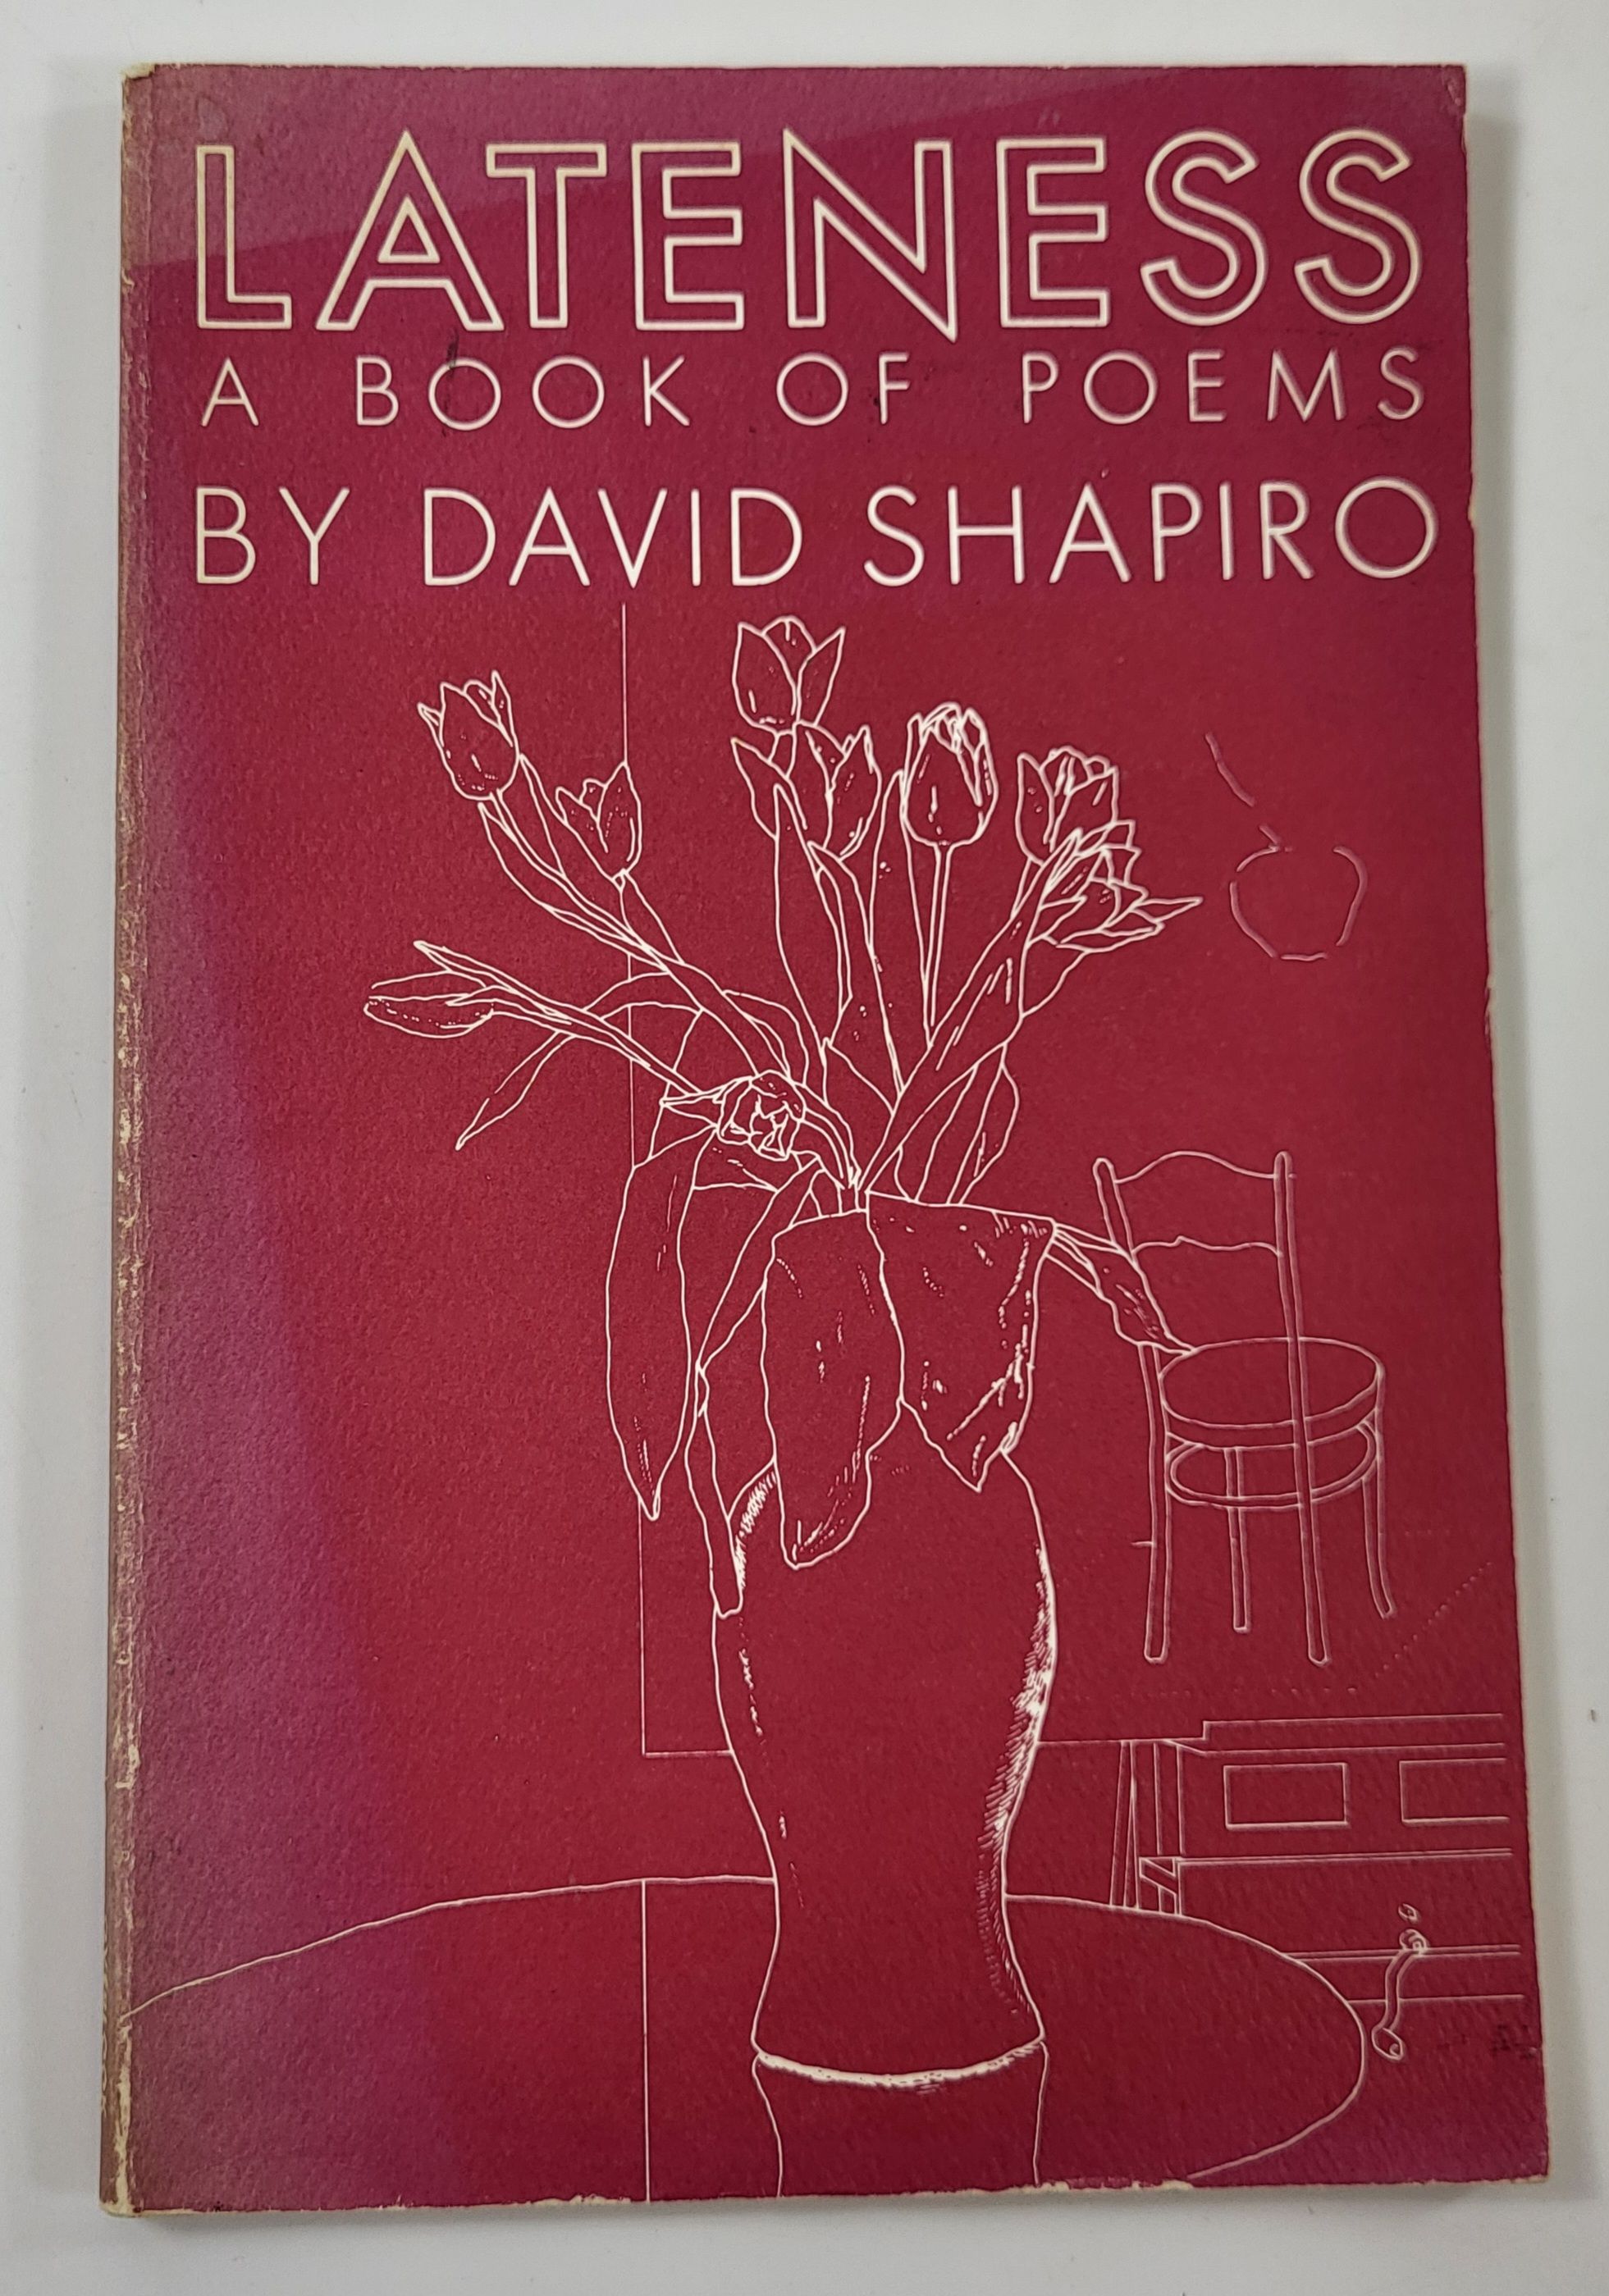 LATENESS
A BOOK OF POEMS
BY DAVID SHAPIRO